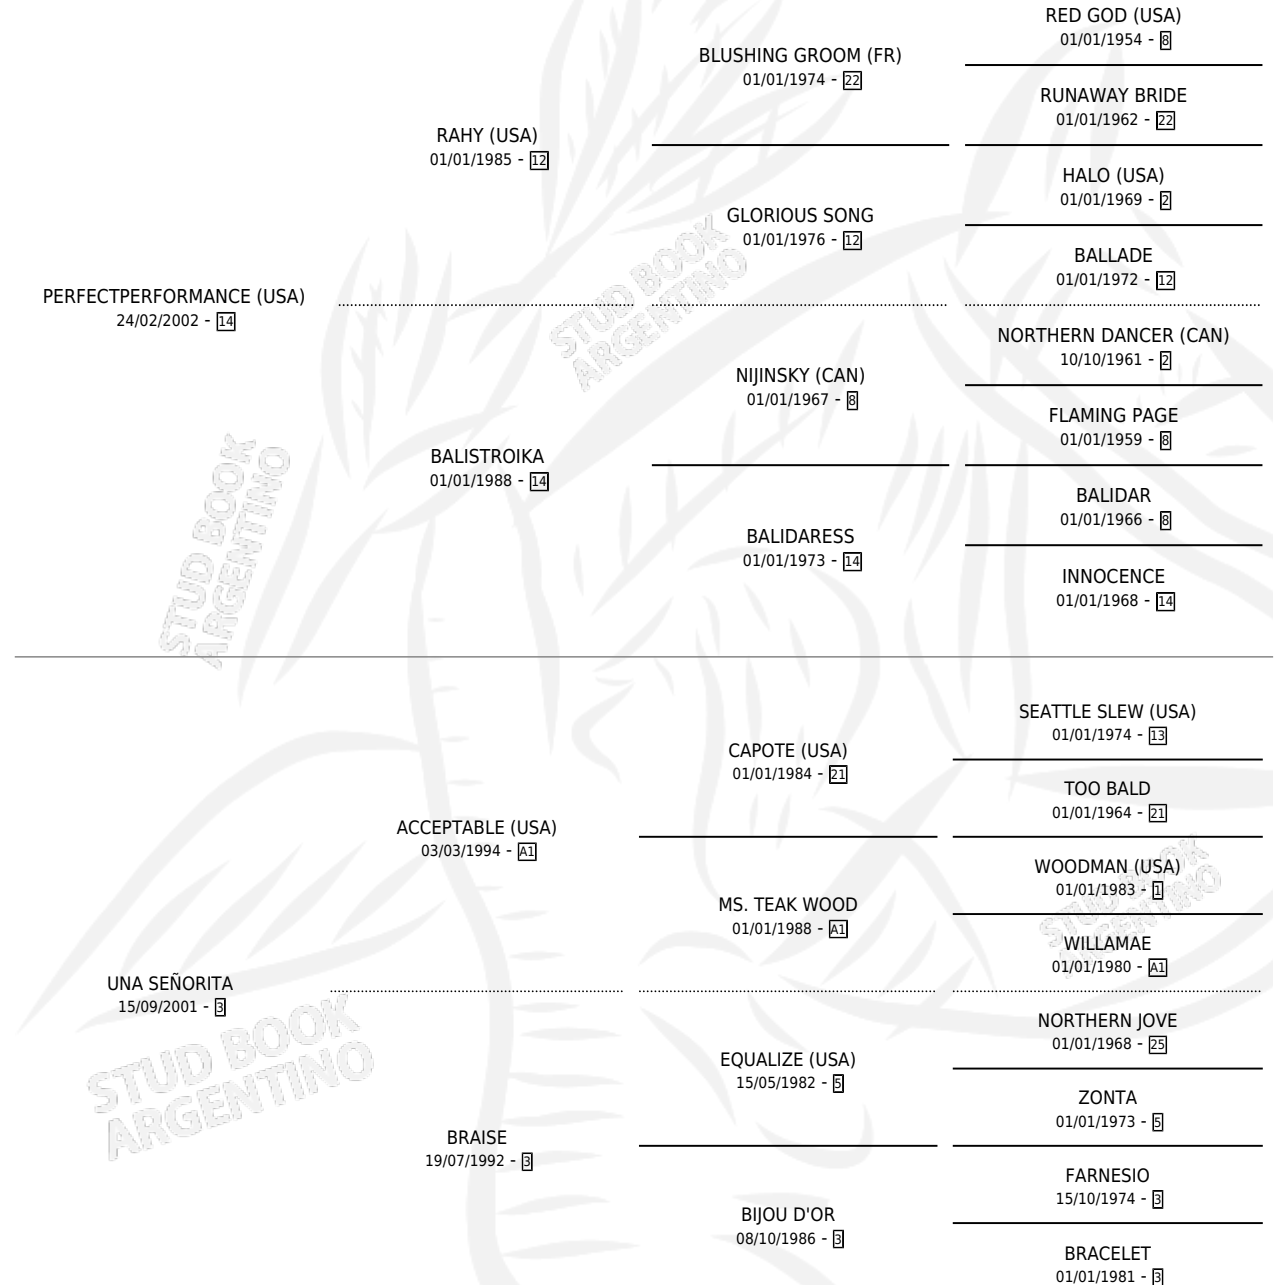 RED GOD (USA)
01/01/1954 - 8
BLUSHING GROOM (FR)
01/01/1974 - 22
RUNAWAY BRIDE
01/01/1962 - 22
RAHY (USA)
01/01/1985 - 12
HALO (USA)
01/01/1969 - 2
GLORIOUS SONG
01/01/1976 - 12
BALLADE
01/01/1972 - 12
PERFECTPERFORMANCE (USA)
24/02/2002 - 14
NORTHERN DANCER (CAN)
10/10/1961 - 2
NIJINSKY (CAN)
01/01/1967 - 8
FLAMING PAGE
01/01/1959 - 8
BALISTROIKA
01/01/1988 - 14
BALIDAR
01/01/1966 - 8
BALIDARESS
01/01/1973 - 14
INNOCENCE
01/01/1968 - 14
SEATTLE SLEW (USA)
01/01/1974 - 13
CAPOTE (USA)
01/01/1984 - 21
TOO BALD
01/01/1964 - 21
ACCEPTABLE (USA)
03/03/1994 - A1
WOODMAN (USA)
01/01/1983 - 1
MS. TEAK WOOD
01/01/1988 - A1
WILLAMAE
01/01/1980 - A1
UNA SEÑORITA
15/09/2001 - 3
NORTHERN JOVE
01/01/1968 - 25
EQUALIZE (USA)
15/05/1982 - 5
ZONTA
01/01/1973 - 5
BRAISE
19/07/1992 - 3
FARNESIO
15/10/1974 - 3
BIJOU D'OR
08/10/1986 - 3
BRACELET
01/01/1981 - 3
STUD BOOK
ARGENTINO
STUD BOOK
ARGENTINO
STUD BOOK
ARGENTINO
STUD BOOK
ARGENTINO